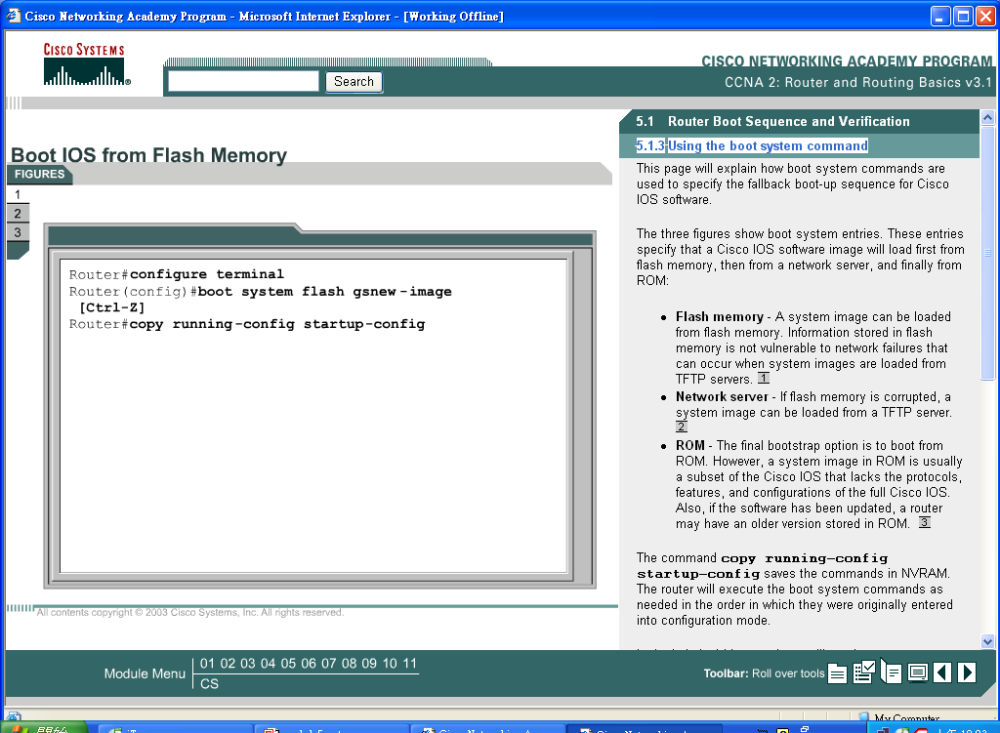 Cisco Networking Academy Program - Microsoft Internet Explorer - [Working Offline]
CISCO SYSTEMS
®
Search
CISCO NETWORKING ACADEMY PROGRAM
CCNA 2: Router and Routing Basics v3.1
Boot IOS from Flash Memory
FIGURES
1
2
3
Router#configure terminal
Router(config)#boot system flash gsnew-image
[Ctrl-Z]
Router#copy running-config startup-config
All contents copyright © 2003 Cisco Systems, Inc. All rights reserved.
5.1 Router Boot Sequence and Verification
5.1.3 Using the boot system command
This page will explain how boot system commands are
used to specify the fallback boot-up sequence for Cisco
IOS software.
The three figures show boot system entries. These entries
specify that a Cisco IOS software image will load first from
flash memory, then from a network server, and finally from
ROM:
• Flash memory - A system image can be loaded
from flash memory. Information stored in flash
memory is not vulnerable to network failures that
can occur when system images are loaded from
TFTP servers. 1
• Network server - If flash memory is corrupted, a
system image can be loaded from a TFTP server.
2
• ROM - The final bootstrap option is to boot from
ROM. However, a system image in ROM is usually
a subset of the Cisco IOS that lacks the protocols,
features, and configurations of the full Cisco IOS.
Also, if the software has been updated, a router
may have an older version stored in ROM. 3
The command copy running-config
startup-config saves the commands in NVRAM.
The router will execute the boot system commands as
needed in the order in which they were originally entered
into configuration mode.
Module Menu
01 02 03 04 05 06 07 08 09 10 11
CS
Toolbar: Roll over tools
My Computer